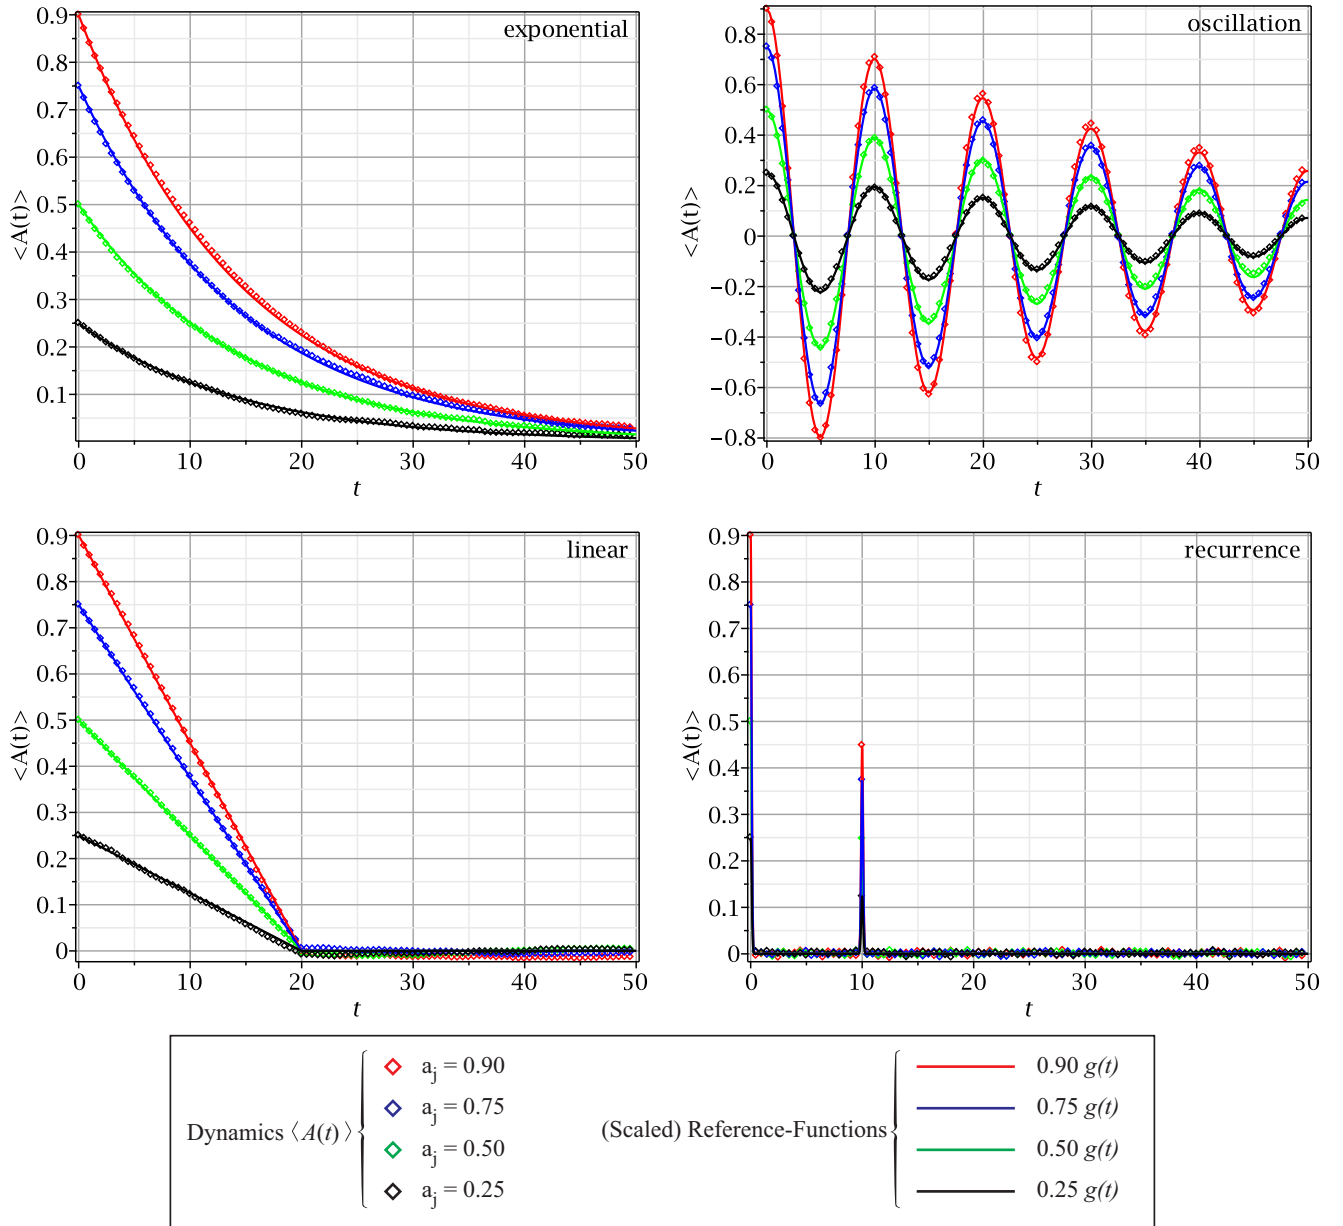 exponential
0.9
0.8
0.7
0.6
0.5
0.4
0.3
0.2
0.1
<A(t)>
0 10 20 30 40 50
t
oscillation
0.8
0.6
0.4
0.2
0
−0.2
−0.4
−0.6
−0.8
<A(t)>
0 10 20 30 40 50
t
linear
0.9
0.8
0.7
0.6
0.5
0.4
0.3
0.2
0.1
0
<A(t)>
0 10 20 30 40 50
t
recurrence
0.9
0.8
0.7
0.6
0.5
0.4
0.3
0.2
0.1
0
<A(t)>
0 10 20 30 40 50
t
Dynamics ⟨A(t)⟩
a_j = 0.90
a_j = 0.75
a_j = 0.50
a_j = 0.25
(Scaled) Reference-Functions
0.90 g(t)
0.75 g(t)
0.50 g(t)
0.25 g(t)